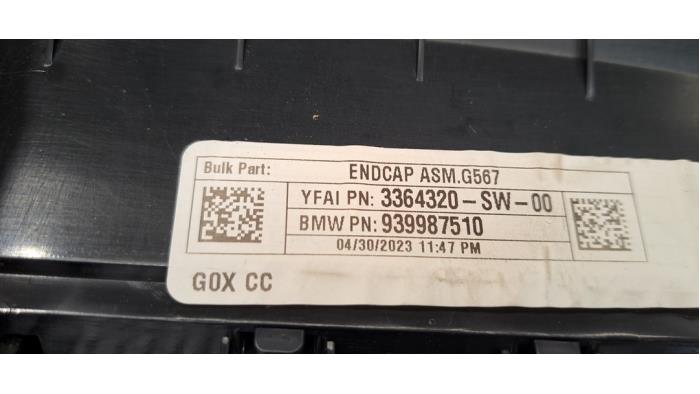 Bulk Part: ENDCAP ASM.G567
YFAI PN: 3364320-SW-00
BMW PN: 939987510
04/30/2023 11:47 PM
GOX CC